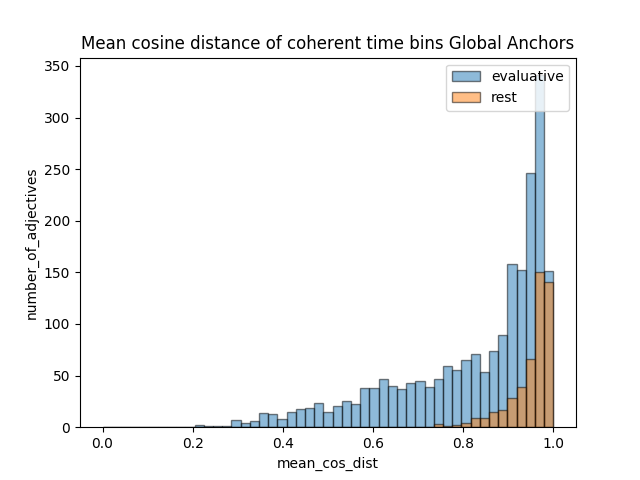 Mean cosine distance of coherent time bins Global Anchors
evaluative
rest
350
300
250
200
150
100
50
0
number_of_adjectives
0.0 0.2 0.4 0.6 0.8 1.0
mean_cos_dist